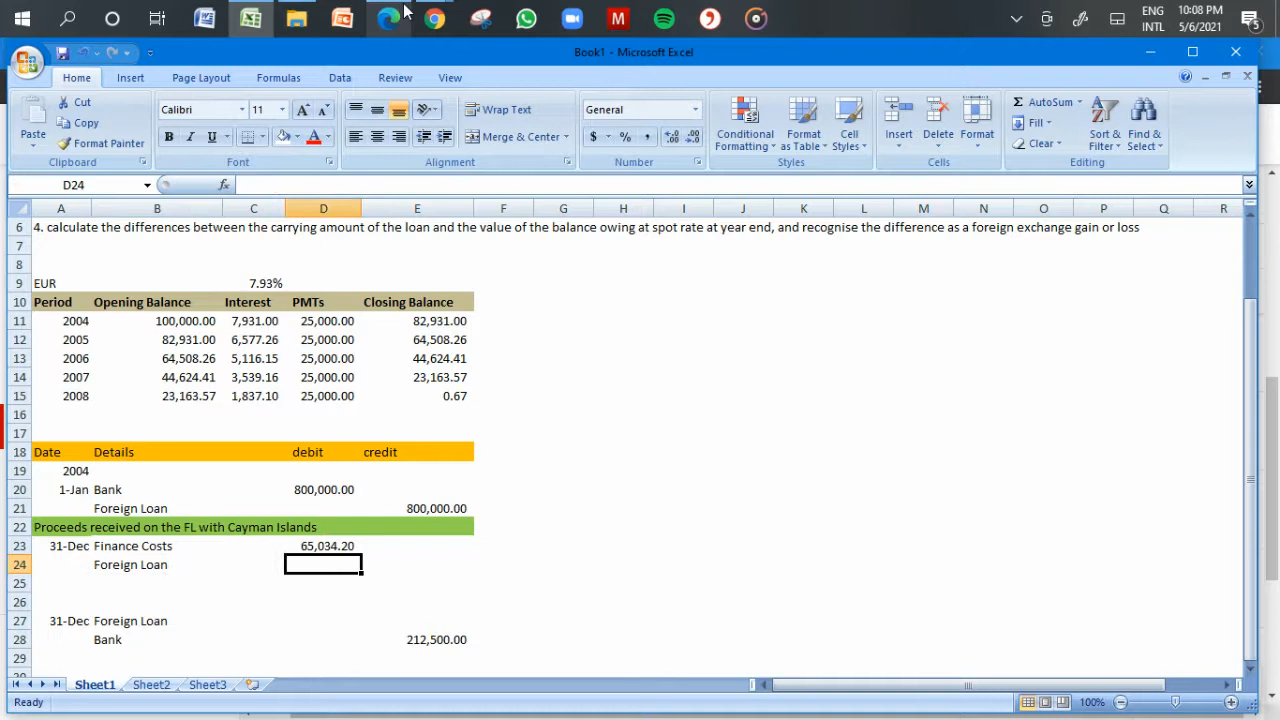 ENG
INTL
10:08 PM
5/6/2021
5
Book1 - Microsoft Excel
Home Insert Page Layout Formulas Data Review View
Paste
Cut
Copy
Format Painter
Clipboard
Calibri 11
B I U
Font
Wrap Text
Merge & Center
Alignment
General
$ % ,
Number
Conditional Formatting
Format as Table
Cell Styles
Styles
Insert Delete Format
Cells
AutoSum
Fill
Clear
Sort & Filter
Find & Select
Editing
D24 fx
A B C D E F G H I J K L M N O P Q R
6 4. calculate the differences between the carrying amount of the loan and the value of the balance owing at spot rate at year end, and recognise the difference as a foreign exchange gain or loss
7
8
9 EUR 7.93%
10 Period Opening Balance Interest PMTs Closing Balance
11 2004 100,000.00 7,931.00 25,000.00 82,931.00
12 2005 82,931.00 6,577.26 25,000.00 64,508.26
13 2006 64,508.26 5,116.15 25,000.00 44,624.41
14 2007 44,624.41 3,539.16 25,000.00 23,163.57
15 2008 23,163.57 1,837.10 25,000.00 0.67
16
17
18 Date Details debit credit
19 2004
20 1-Jan Bank 800,000.00
21 Foreign Loan 800,000.00
22 Proceeds received on the FL with Cayman Islands
23 31-Dec Finance Costs 65,034.20
24 Foreign Loan
25
26
27 31-Dec Foreign Loan
28 Bank 212,500.00
29
Sheet1 Sheet2 Sheet3
Ready 100%